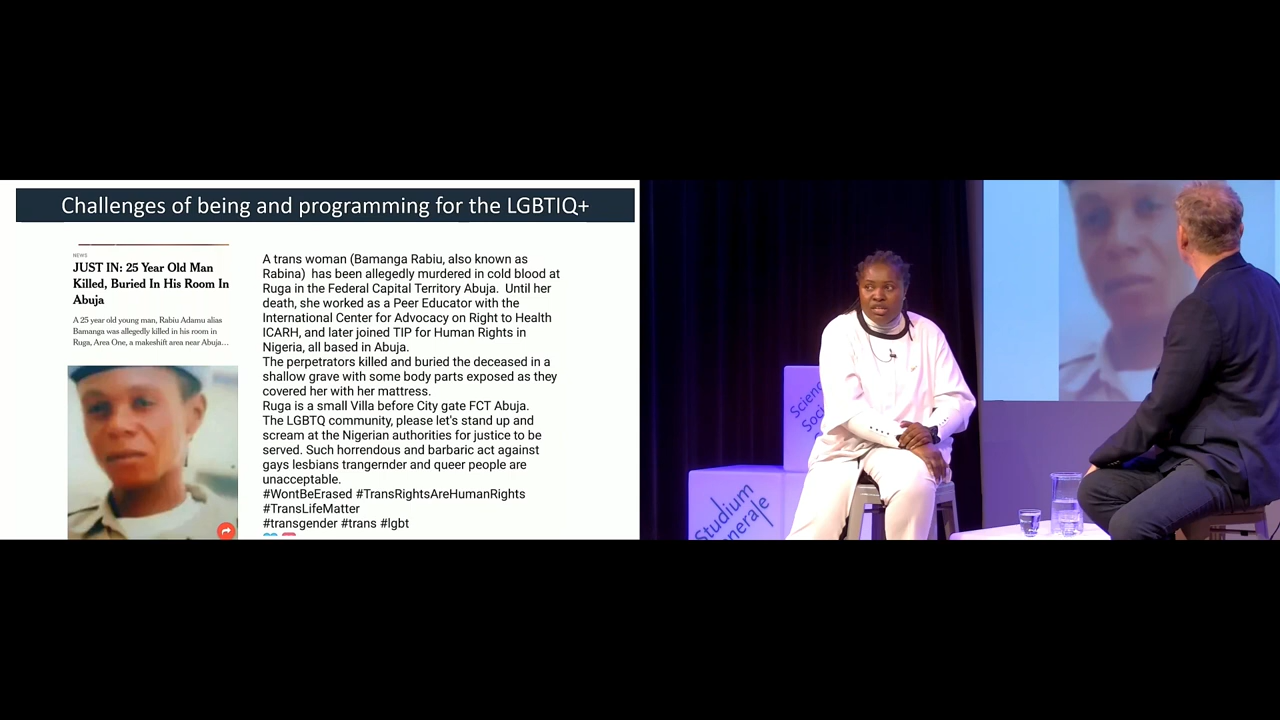 Challenges of being and programming for the LGBTIQ+
NEWS
JUST IN: 25 Year Old Man
Killed, Buried In His Room In
Abuja
A 25 year old young man, Rabiu Adamu alias
Bamanga was allegedly killed in his room in
Ruga, Area One, a makeshift area near Abuja…
A trans woman (Bamanga Rabiu, also known as
Rabina) has been allegedly murdered in cold blood at
Ruga in the Federal Capital Territory Abuja. Until her
death, she worked as a Peer Educator with the
International Center for Advocacy on Right to Health
ICARH, and later joined TIP for Human Rights in
Nigeria, all based in Abuja.
The perpetrators killed and buried the deceased in a
shallow grave with some body parts exposed as they
covered her with her mattress.
Ruga is a small Villa before City gate FCT Abuja.
The LGBTQ community, please let's stand up and
scream at the Nigerian authorities for justice to be
served. Such horrendous and barbaric act against
gays lesbians trangernder and queer people are
unacceptable.
#WontBeErased #TransRightsAreHumanRights
#TransLifeMatter
#transgender #trans #lgbt
Studium